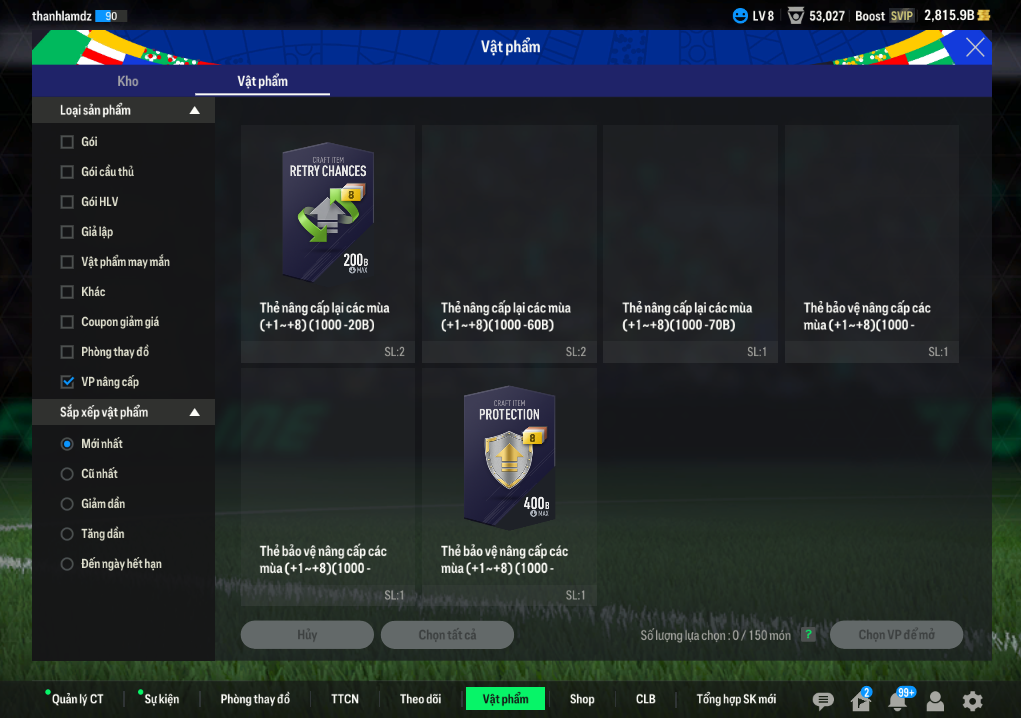 thanhlamdz 90
LV 8 53,027 Boost SVIP 2,815.9B
Vật phẩm
Kho
Vật phẩm
Loại sản phẩm
Gói
Gói cầu thủ
Gói HLV
Giả lập
Vật phẩm may mắn
Khác
Coupon giảm giá
Phòng thay đồ
VP nâng cấp
Sắp xếp vật phẩm
Mới nhất
Cũ nhất
Giảm dần
Tăng dần
Đến ngày hết hạn
CRAFT ITEM
RETRY CHANCES
8
200B
MAX
Thẻ nâng cấp lại các mùa
(+1~+8) (1000 -20B)
SL:2
Thẻ nâng cấp lại các mùa
(+1~+8)(1000 -60B)
SL:2
Thẻ nâng cấp lại các mùa
(+1~+8)(1000 -70B)
SL:1
Thẻ bảo vệ nâng cấp các
mùa (+1~+8)(1000 -
SL:1
Thẻ bảo vệ nâng cấp các
mùa (+1~+8)(1000 -
SL:1
CRAFT ITEM
PROTECTION
8
400B
MAX
Thẻ bảo vệ nâng cấp các
mùa (+1~+8) (1000 -
SL:1
Hủy
Chọn tất cả
Số lượng lựa chọn : 0 / 150 món ?
Chọn VP để mở
Quản lý CT
Sự kiện
Phòng thay đồ
TTCN
Theo dõi
Vật phẩm
Shop
CLB
Tổng hợp SK mới
2
99+